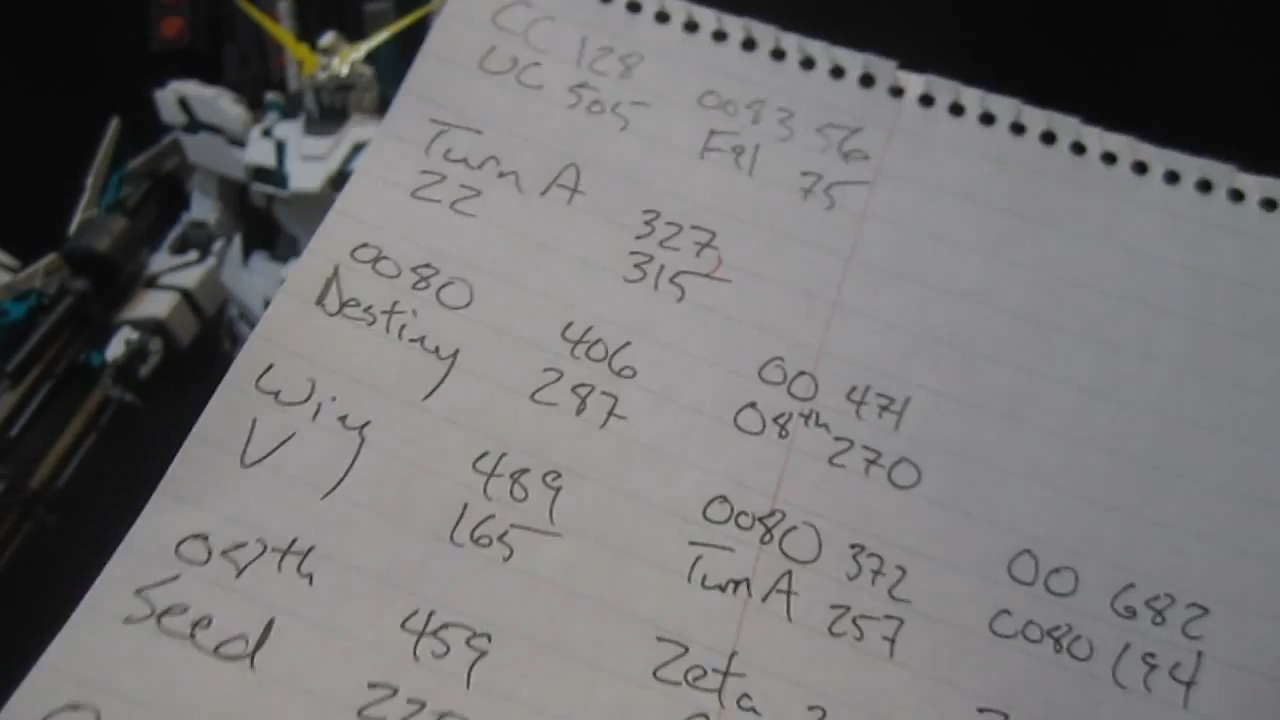 CC 128
UC 505
0083 56
F91 75
Turn A 327
ZZ 315
0080 406
Destiny 287
00 471
08th 270
Wing 489
V 165
0080 372
Turn A 257
00 682
0080 194
08th 459
Seed
Zeta